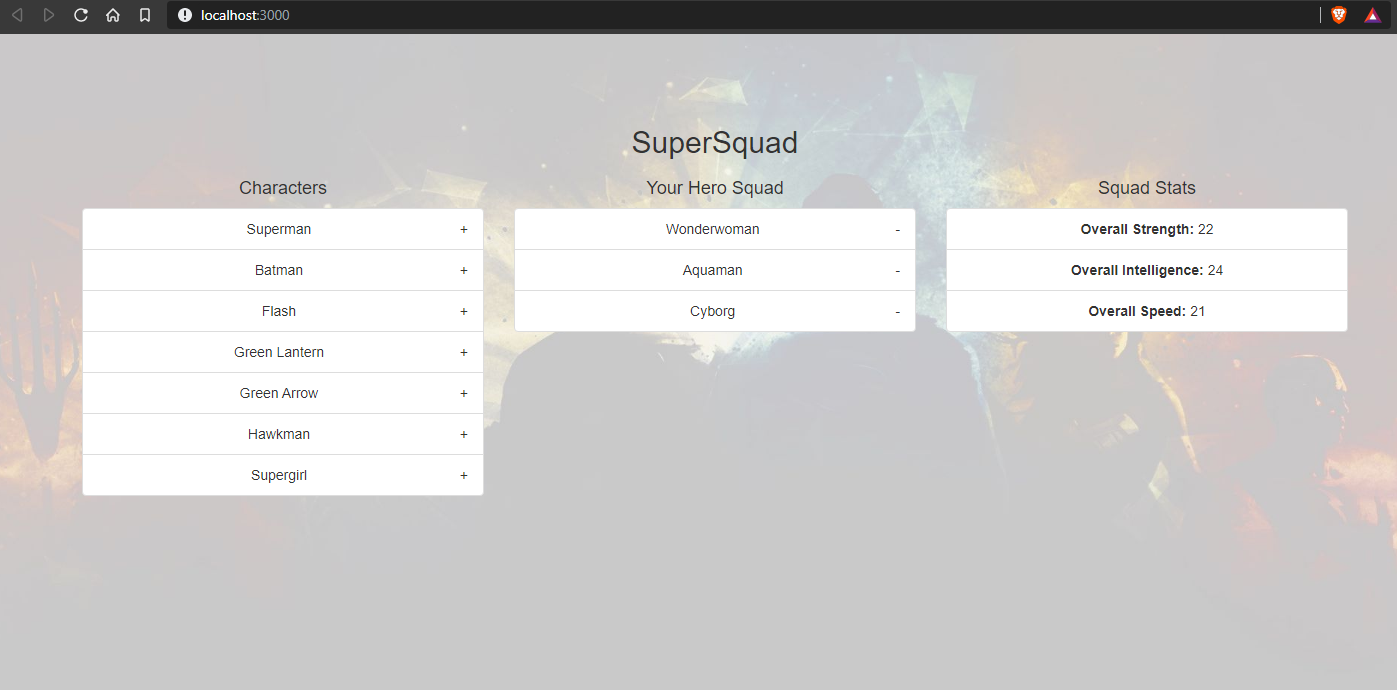 localhost:3000
SuperSquad
Characters
Superman +
Batman +
Flash +
Green Lantern +
Green Arrow +
Hawkman +
Supergirl +
Your Hero Squad
Wonderwoman -
Aquaman -
Cyborg -
Squad Stats
Overall Strength: 22
Overall Intelligence: 24
Overall Speed: 21